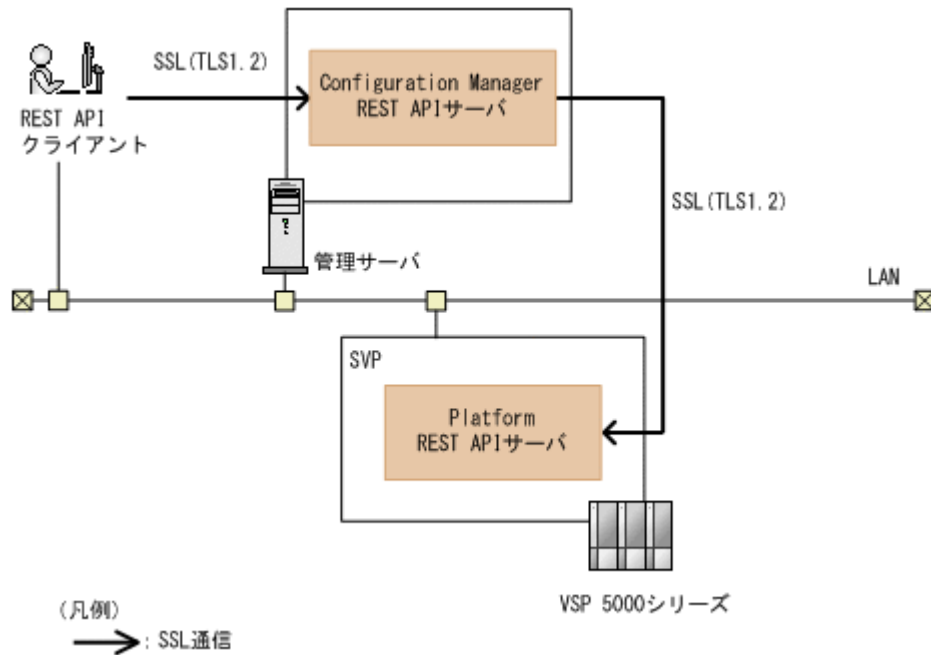 SSL(TLS1.2)
Configuration Manager
REST APIサーバ
REST API
クライアント
SSL(TLS1.2)
管理サーバ
LAN
SVP
Platform
REST APIサーバ
VSP 5000シリーズ
(凡例)
: SSL通信